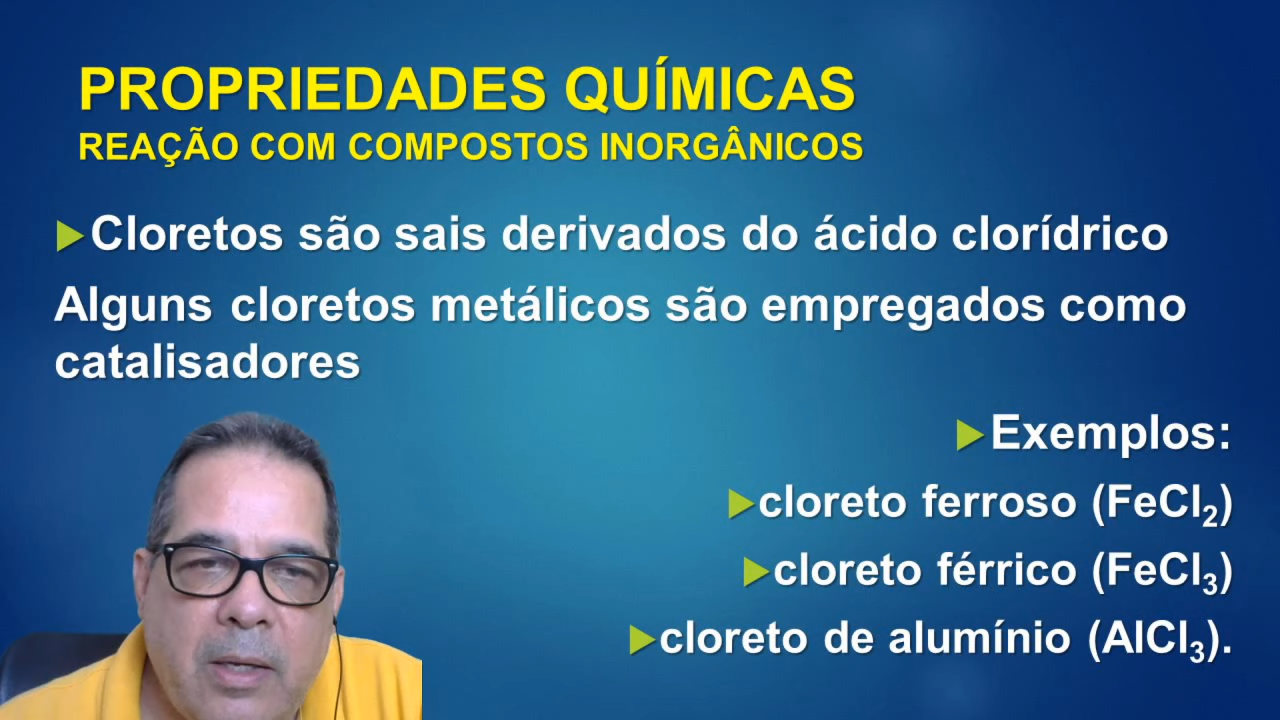 PROPRIEDADES QUÍMICAS
REAÇÃO COM COMPOSTOS INORGÂNICOS
Cloretos são sais derivados do ácido clorídrico
Alguns cloretos metálicos são empregados como
catalisadores
Exemplos:
cloreto ferroso (FeCl₂)
cloreto férrico (FeCl₃)
cloreto de alumínio (AlCl₃).